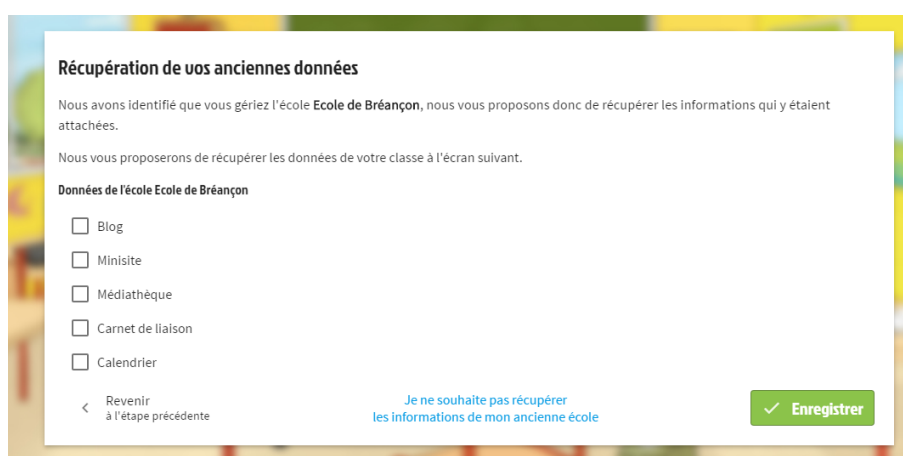 Récupération de vos anciennes données
Nous avons identifié que vous gériez l'école Ecole de Bréançon, nous vous proposons donc de récupérer les informations qui y étaient
attachées.
Nous vous proposerons de récupérer les données de votre classe à l'écran suivant.
Données de l'école Ecole de Bréançon
Blog
Minisite
Médiathèque
Carnet de liaison
Calendrier
Revenir
à l'étape précédente
Je ne souhaite pas récupérer
les informations de mon ancienne école
Enregistrer